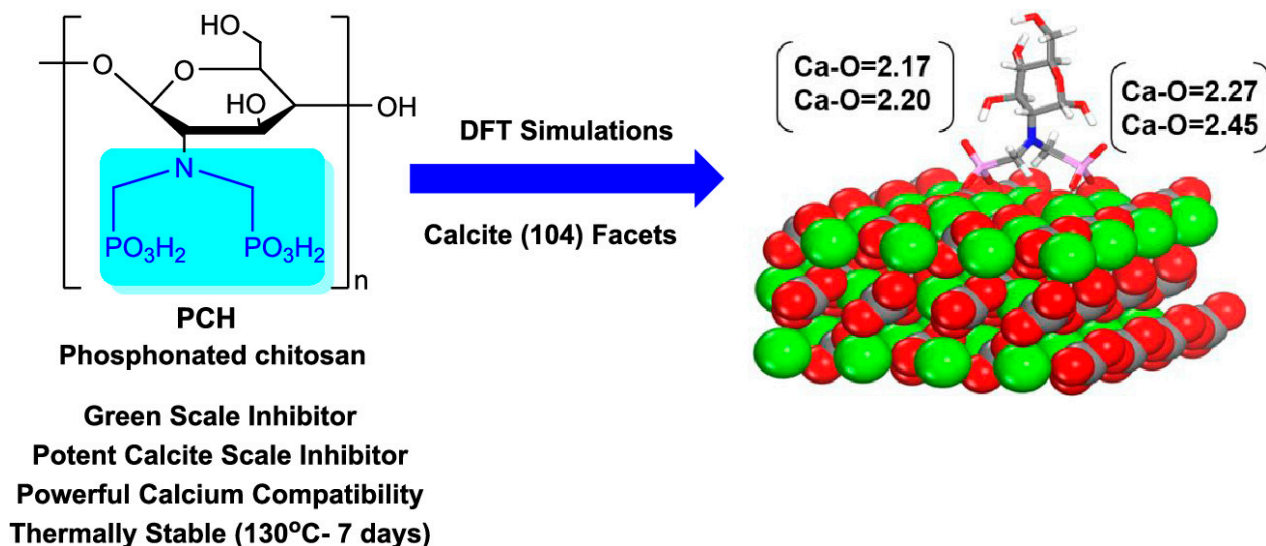 HO
O
O
HO
OH
N
PO₃H₂
PO₃H₂
n
PCH
Phosphonated chitosan
Green Scale Inhibitor
Potent Calcite Scale Inhibitor
Powerful Calcium Compatibility
Thermally Stable (130°C- 7 days)
DFT Simulations
Calcite (104) Facets
Ca-O=2.17
Ca-O=2.20
Ca-O=2.27
Ca-O=2.45